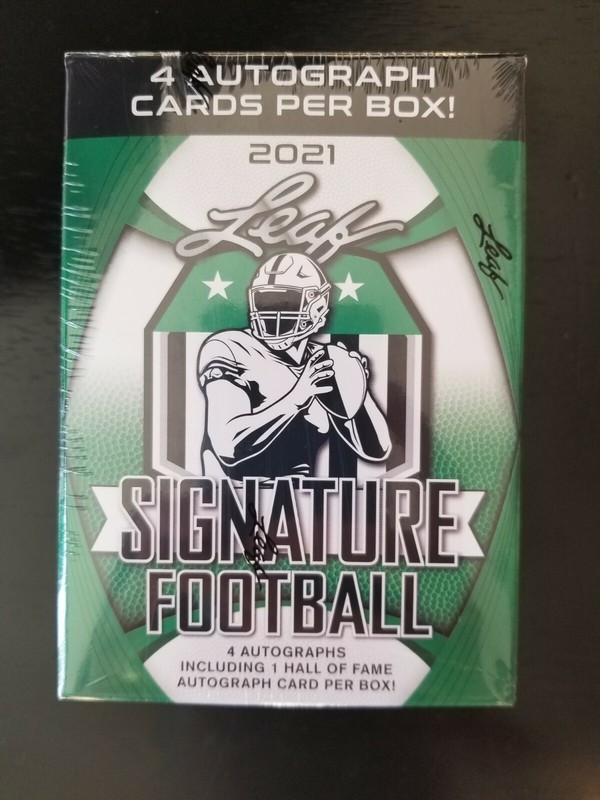 4 AUTOGRAPH
CARDS PER BOX!
2021
Leaf
Leaf
SIGNATURE
Leaf
FOOTBALL
4 AUTOGRAPHS
INCLUDING 1 HALL OF FAME
AUTOGRAPH CARD PER BOX!